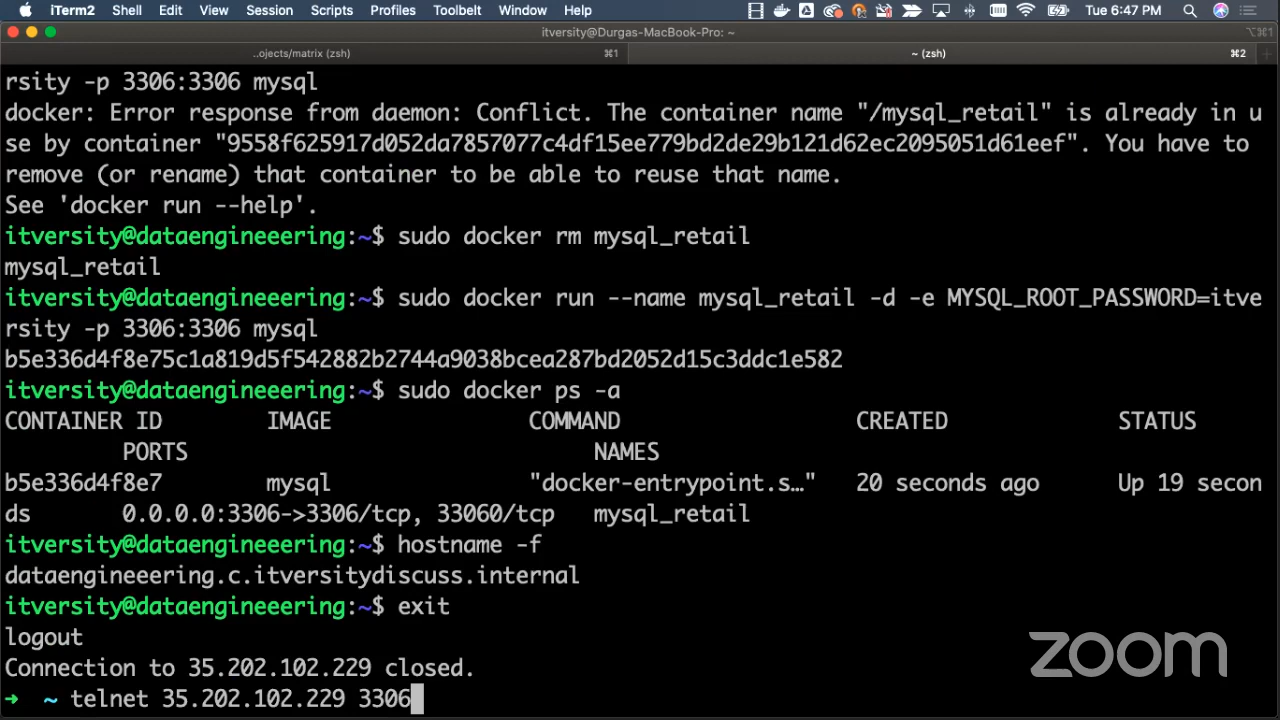 iTerm2 Shell Edit View Session Scripts Profiles Toolbelt Window Help Tue 6:47 PM
itversity@Durgas-MacBook-Pro: ~ ⌥⌘1
..ojects/matrix (zsh) ⌘1 ~ (zsh) ⌘2
rsity -p 3306:3306 mysql
docker: Error response from daemon: Conflict. The container name "/mysql_retail" is already in u
se by container "9558f625917d052da7857077c4df15ee779bd2de29b121d62ec2095051d61eef". You have to
remove (or rename) that container to be able to reuse that name.
See 'docker run --help'.
itversity@dataengineeering:~$ sudo docker rm mysql_retail
mysql_retail
itversity@dataengineeering:~$ sudo docker run --name mysql_retail -d -e MYSQL_ROOT_PASSWORD=itve
rsity -p 3306:3306 mysql
b5e336d4f8e75c1a819d5f542882b2744a9038bcea287bd2052d15c3ddc1e582
itversity@dataengineeering:~$ sudo docker ps -a
CONTAINER ID IMAGE COMMAND CREATED STATUS
PORTS NAMES
b5e336d4f8e7 mysql "docker-entrypoint.s…" 20 seconds ago Up 19 secon
ds 0.0.0.0:3306->3306/tcp, 33060/tcp mysql_retail
itversity@dataengineeering:~$ hostname -f
dataengineeering.c.itversitydiscuss.internal
itversity@dataengineeering:~$ exit
logout
Connection to 35.202.102.229 closed.
➜ ~ telnet 35.202.102.229 3306
zoom